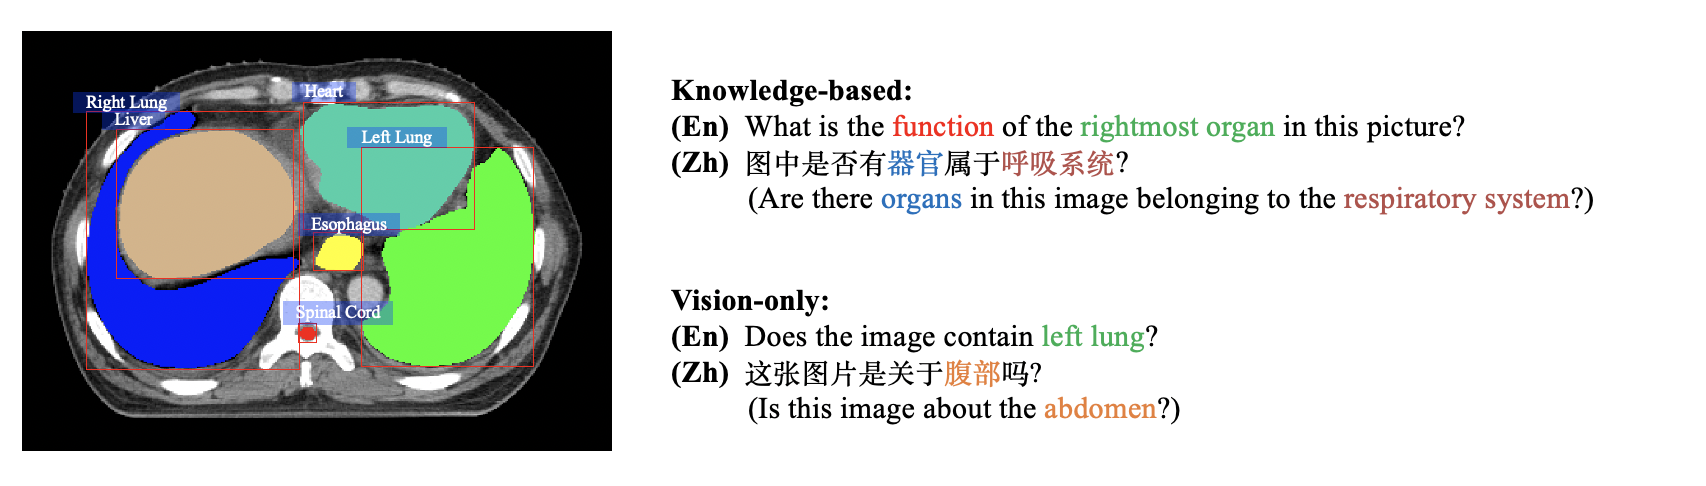 Right Lung
Liver
Heart
Left Lung
Esophagus
Spinal Cord
Knowledge-based:
(En) What is the function of the rightmost organ in this picture?
(Zh) 图中是否有器官属于呼吸系统?
(Are there organs in this image belonging to the respiratory system?)
Vision-only:
(En) Does the image contain left lung?
(Zh) 这张图片是关于腹部吗?
(Is this image about the abdomen?)